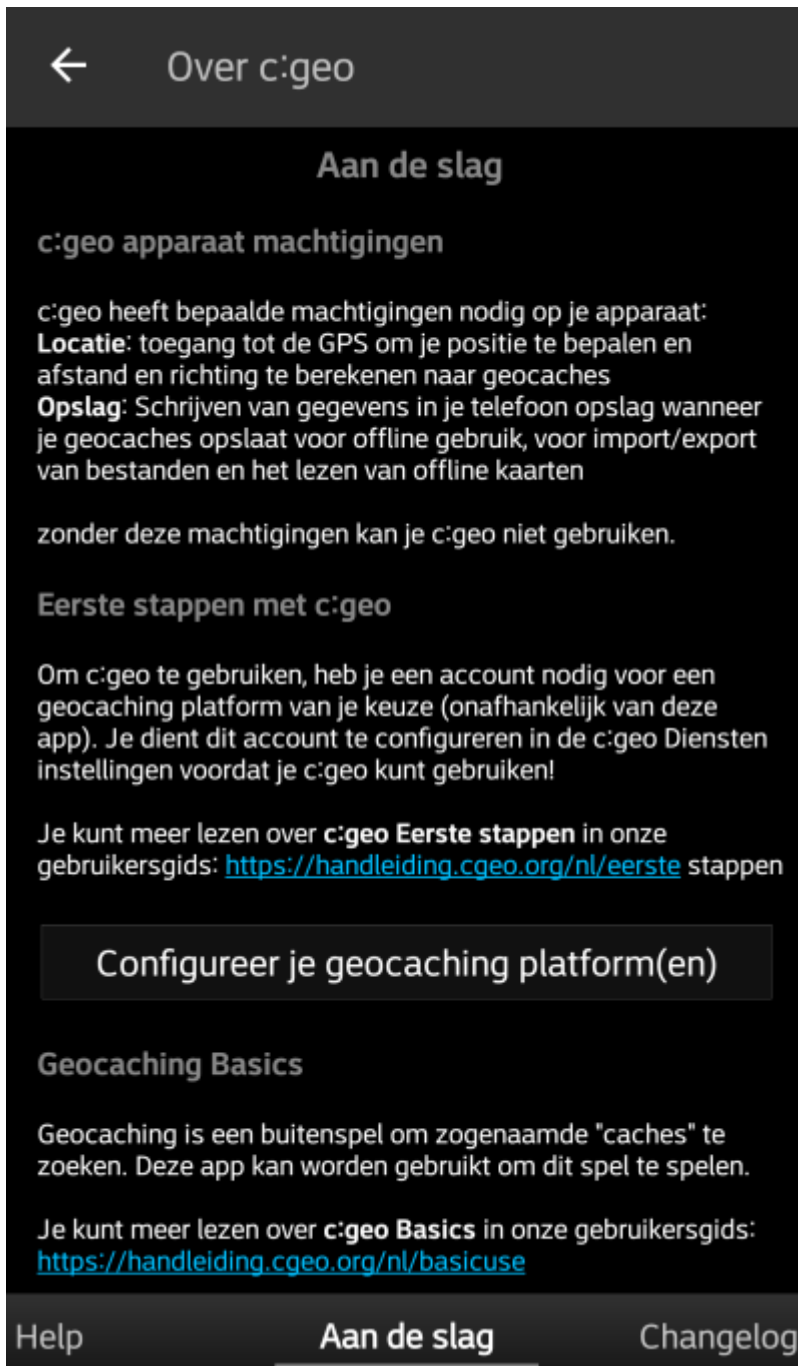 Over c:geo
Aan de slag
c:geo apparaat machtigingen
c:geo heeft bepaalde machtigingen nodig op je apparaat:
Locatie: toegang tot de GPS om je positie te bepalen en
afstand en richting te berekenen naar geocaches
Opslag: Schrijven van gegevens in je telefoon opslag wanneer
je geocaches opslaat voor offline gebruik, voor import/export
van bestanden en het lezen van offline kaarten
zonder deze machtigingen kan je c:geo niet gebruiken.
Eerste stappen met c:geo
Om c:geo te gebruiken, heb je een account nodig voor een
geocaching platform van je keuze (onafhankelijk van deze
app). Je dient dit account te configureren in de c:geo Diensten
instellingen voordat je c:geo kunt gebruiken!
Je kunt meer lezen over c:geo Eerste stappen in onze
gebruikersgids: https://handleiding.cgeo.org/nl/eerste stappen
Configureer je geocaching platform(en)
Geocaching Basics
Geocaching is een buitenspel om zogenaamde "caches" te
zoeken. Deze app kan worden gebruikt om dit spel te spelen.
Je kunt meer lezen over c:geo Basics in onze gebruikersgids:
https://handleiding.cgeo.org/nl/basicuse
Help Aan de slag Changelog